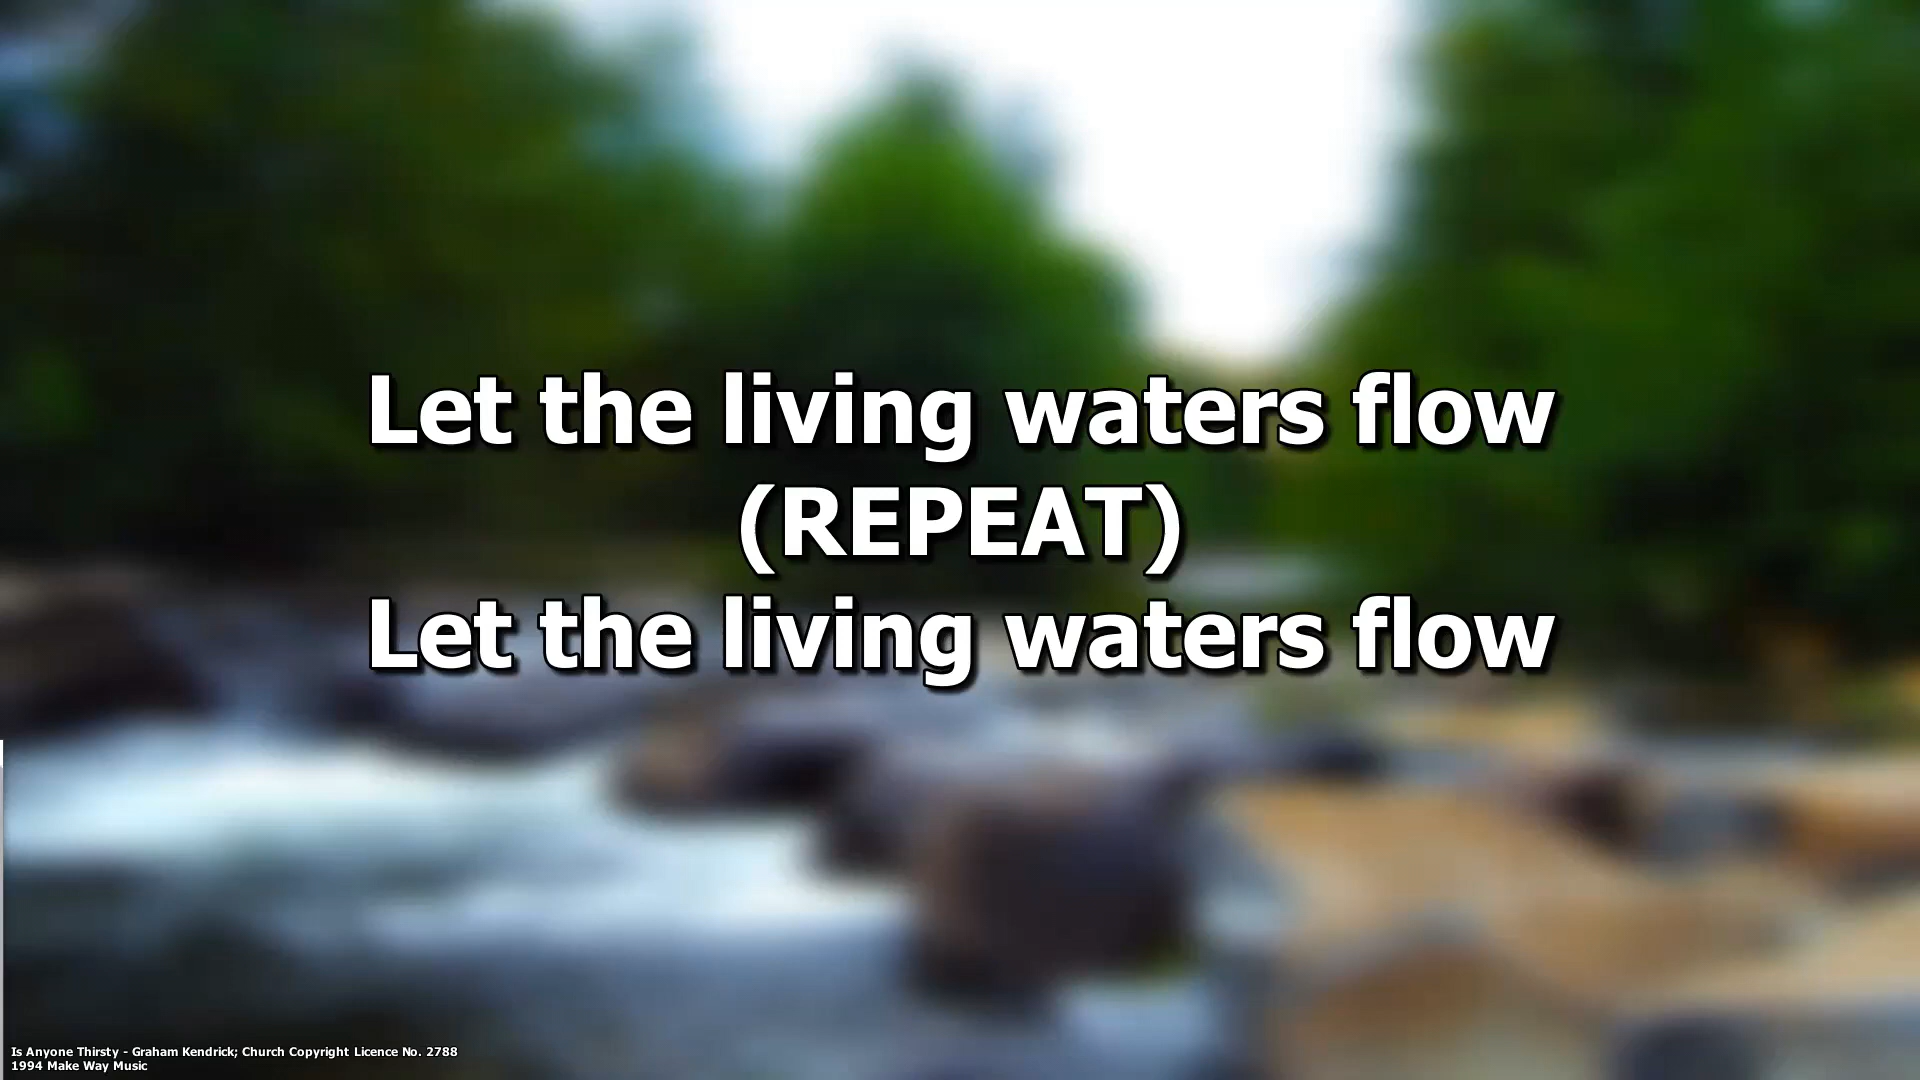 Let the living waters flow
(REPEAT)
Let the living waters flow
Is Anyone Thirsty - Graham Kendrick; Church Copyright Licence No. 2788
1994 Make Way Music